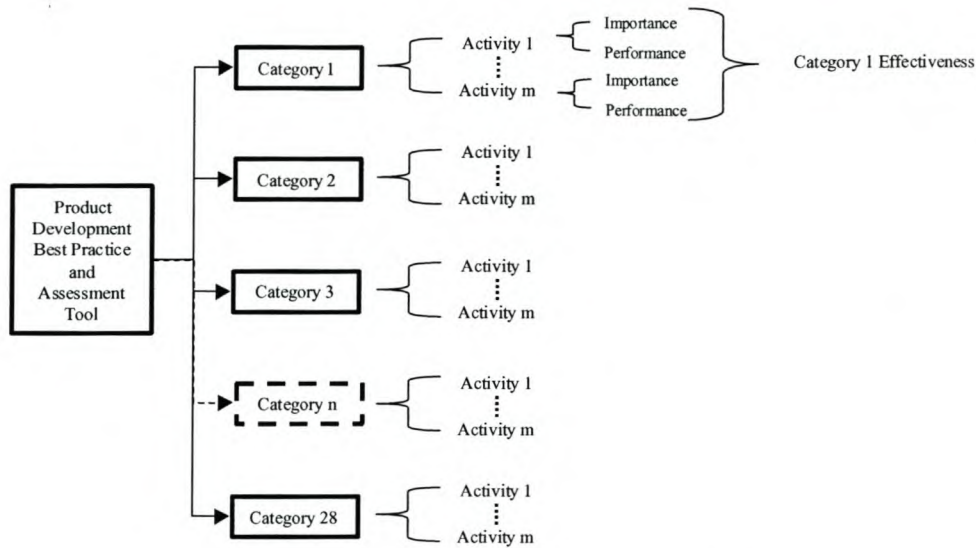 Product
Development
Best Practice
and
Assessment
Tool
Category 1
Activity 1
Activity m
Importance
Performance
Importance
Performance
Category 1 Effectiveness
Category 2
Activity 1
Activity m
Category 3
Activity 1
Activity m
Category n
Activity 1
Activity m
Category 28
Activity 1
Activity m